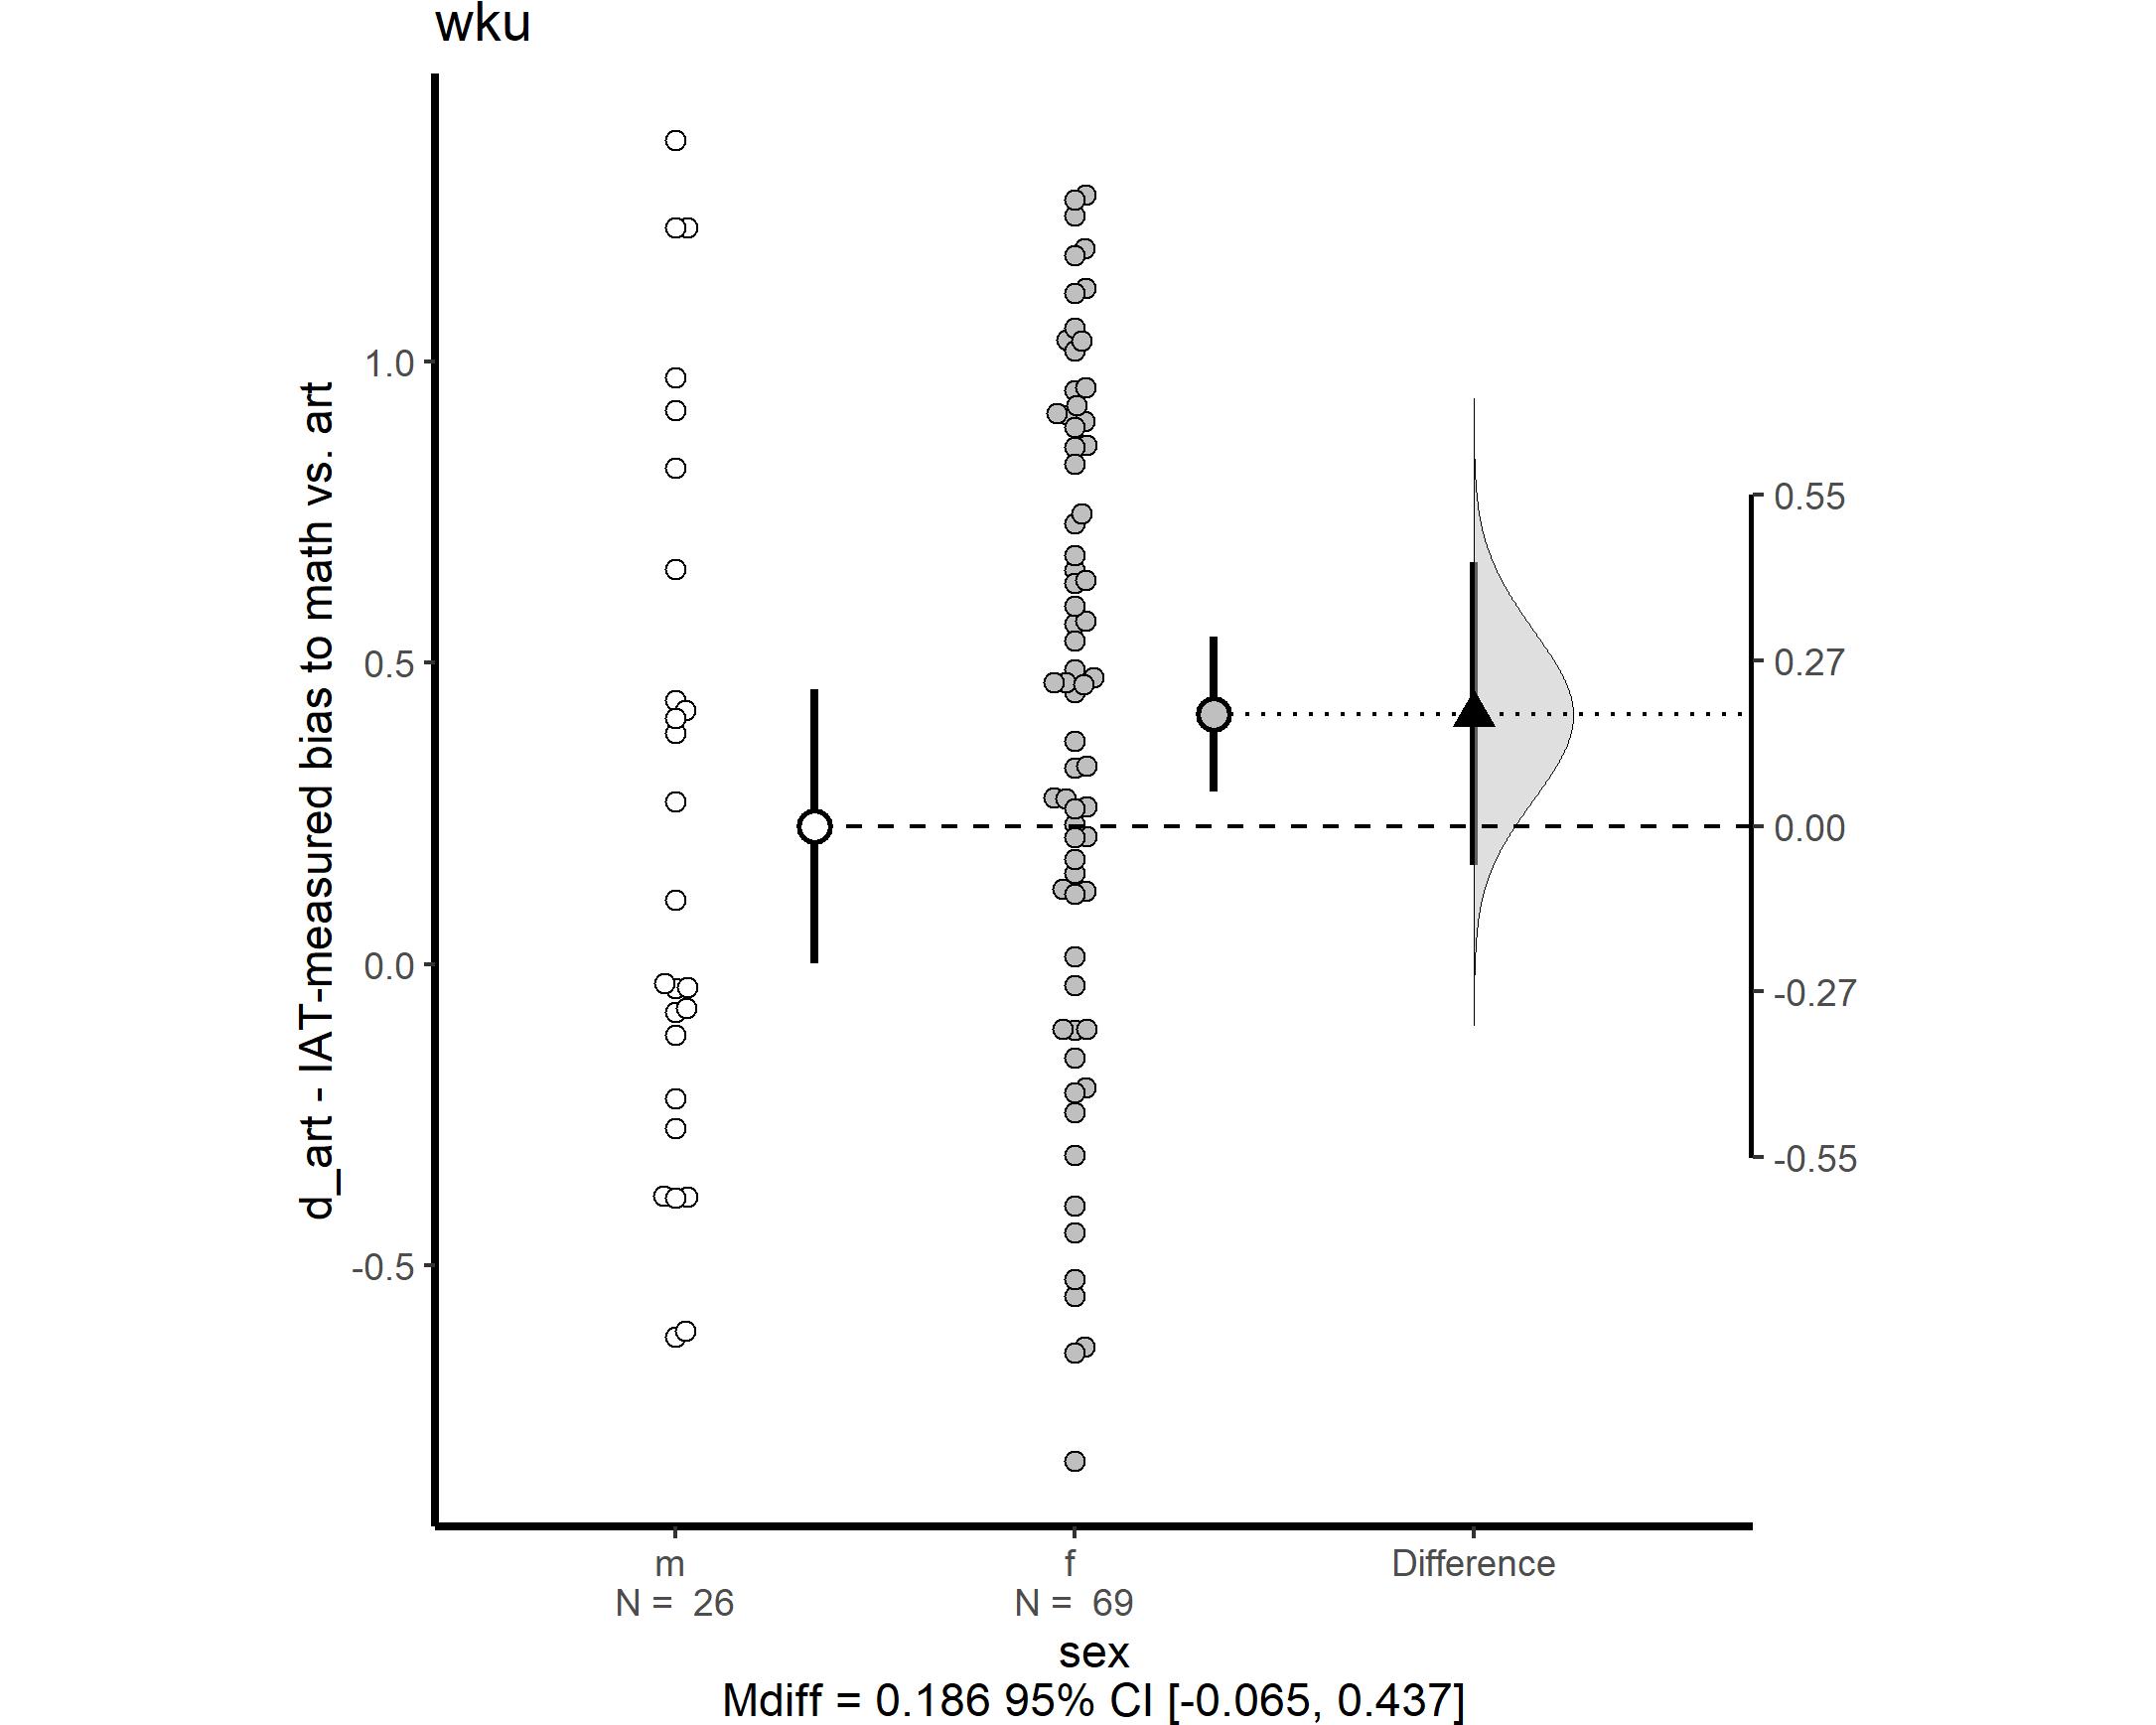 wku
d_art - IAT-measured bias to math vs. art
1.0
0.5
0.0
-0.5
0.55
0.27
0.00
-0.27
-0.55
m
N =  26
f
N =  69
Difference
sex
Mdiff = 0.186 95% CI [-0.065, 0.437]